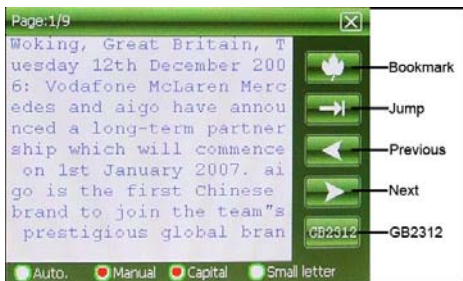 Page:1/9
Woking, Great Britain, T
uesday 12th December 200
6: Vodafone McLaren Merc
edes and aigo have annou
nced a long-term partner
ship which will commence
on 1st January 2007. ai
go is the first Chinese
brand to join the team"s
prestigious global bran
Bookmark
Jump
Previous
Next
GB2312
GB2312
Auto.
Manual
Capital
Small letter